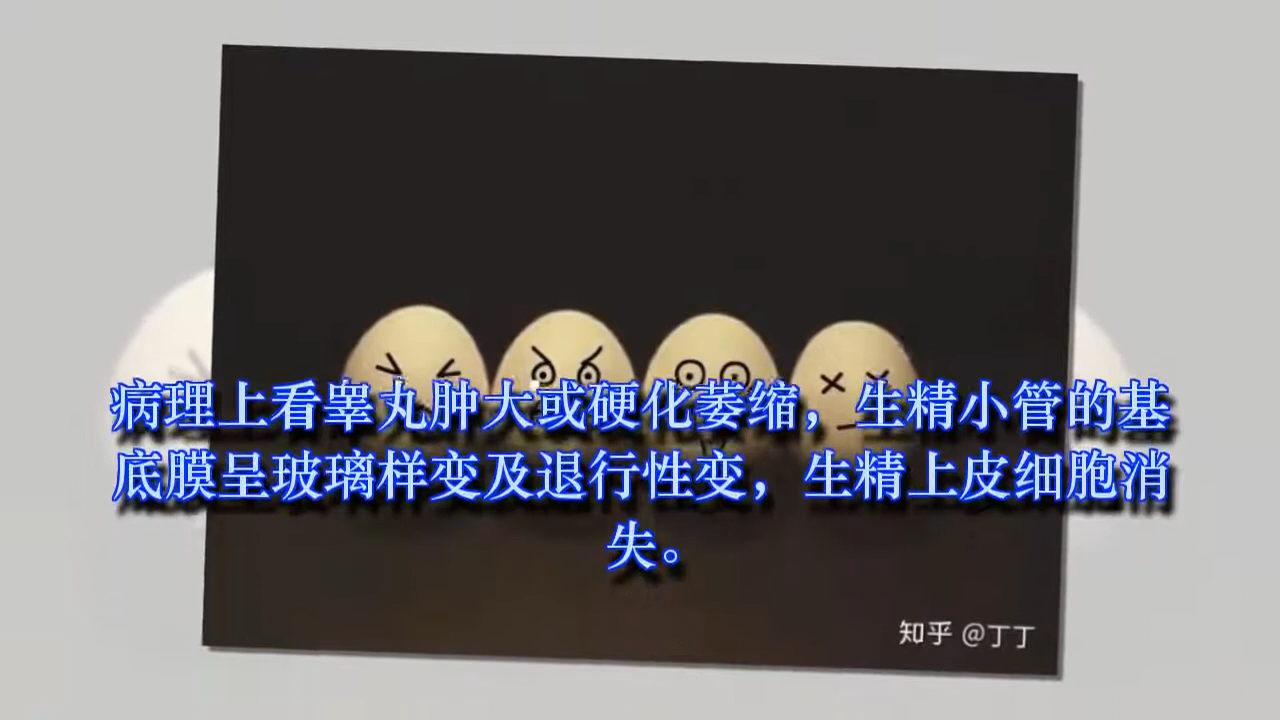 病理上看睾丸肿大或硬化萎缩，生精小管的基
底膜呈玻璃样变及退行性变，生精上皮细胞消
失。
知乎 @丁丁